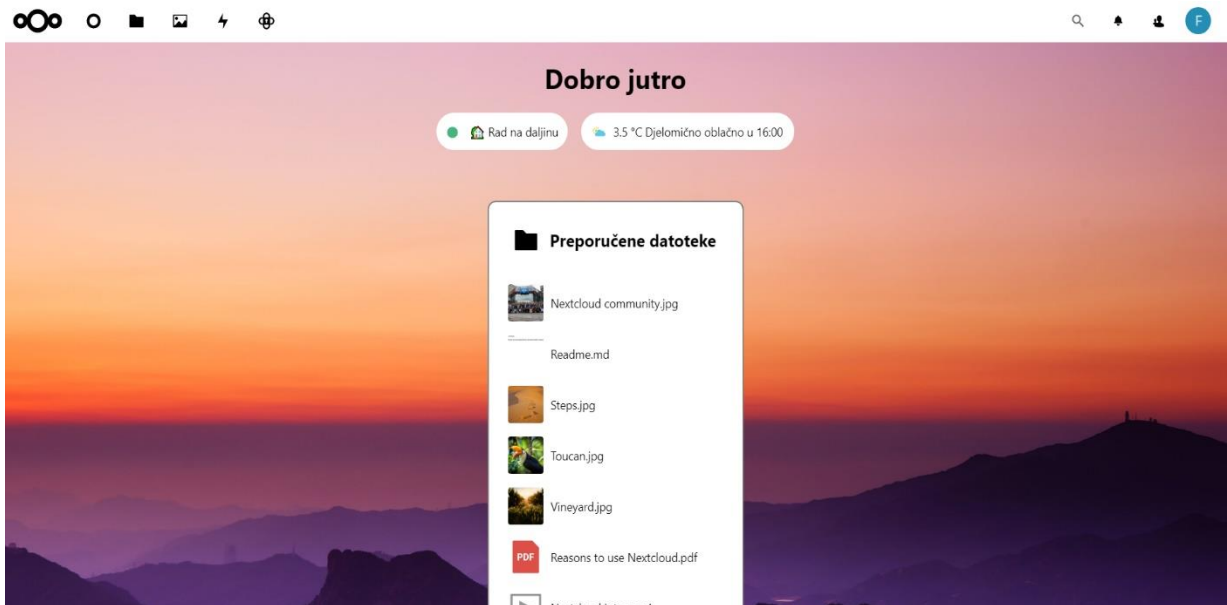 F
Dobro jutro
Rad na daljinu
3.5 °C Djelomično oblačno u 16:00
Preporučene datoteke
Nextcloud community.jpg
Readme.md
Steps.jpg
Toucan.jpg
Vineyard.jpg
PDF
Reasons to use Nextcloud.pdf